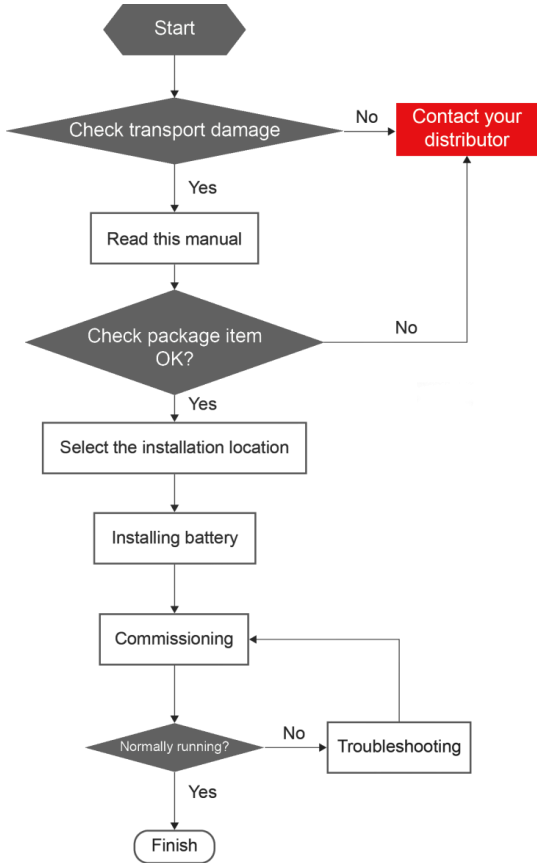 Start
Check transport damage
No
Contact your
distributor
Yes
Read this manual
Check package item
OK?
No
Yes
Select the installation location
Installing battery
Commissioning
Normally running?
No
Troubleshooting
Yes
Finish